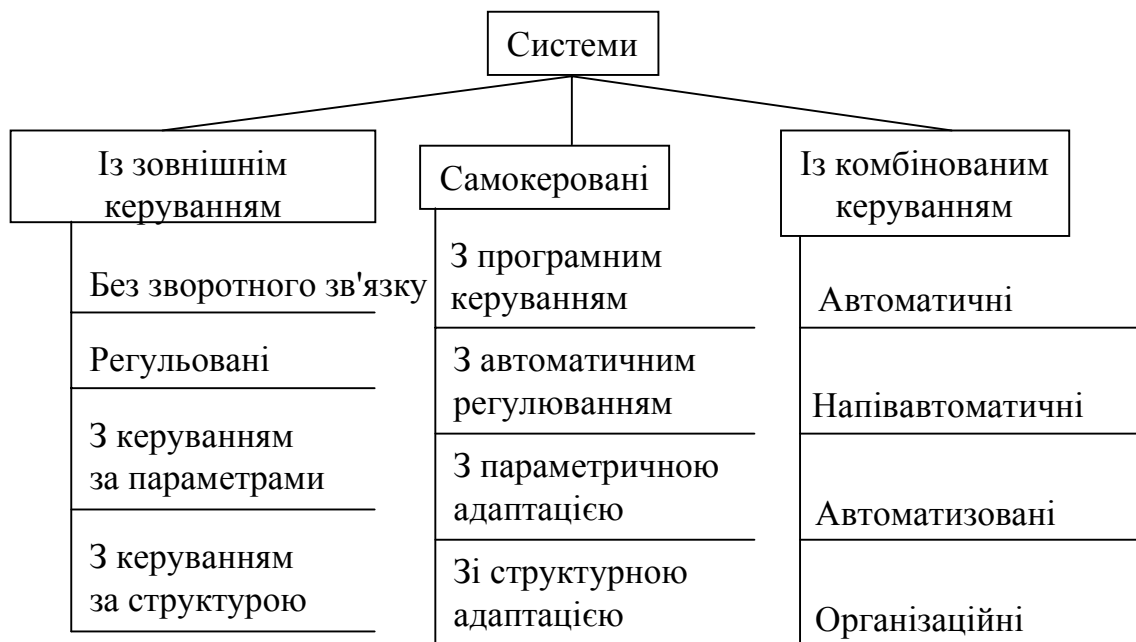 Системи
Із зовнішнім
керуванням
Без зворотного зв'язку
Регульовані
З керуванням
за параметрами
З керуванням
за структурою
Самокеровані
З програмним
керуванням
З автоматичним
регулюванням
З параметричною
адаптацією
Зі структурною
адаптацією
Із комбінованим
керуванням
Автоматичні
Напівавтоматичні
Автоматизовані
Організаційні